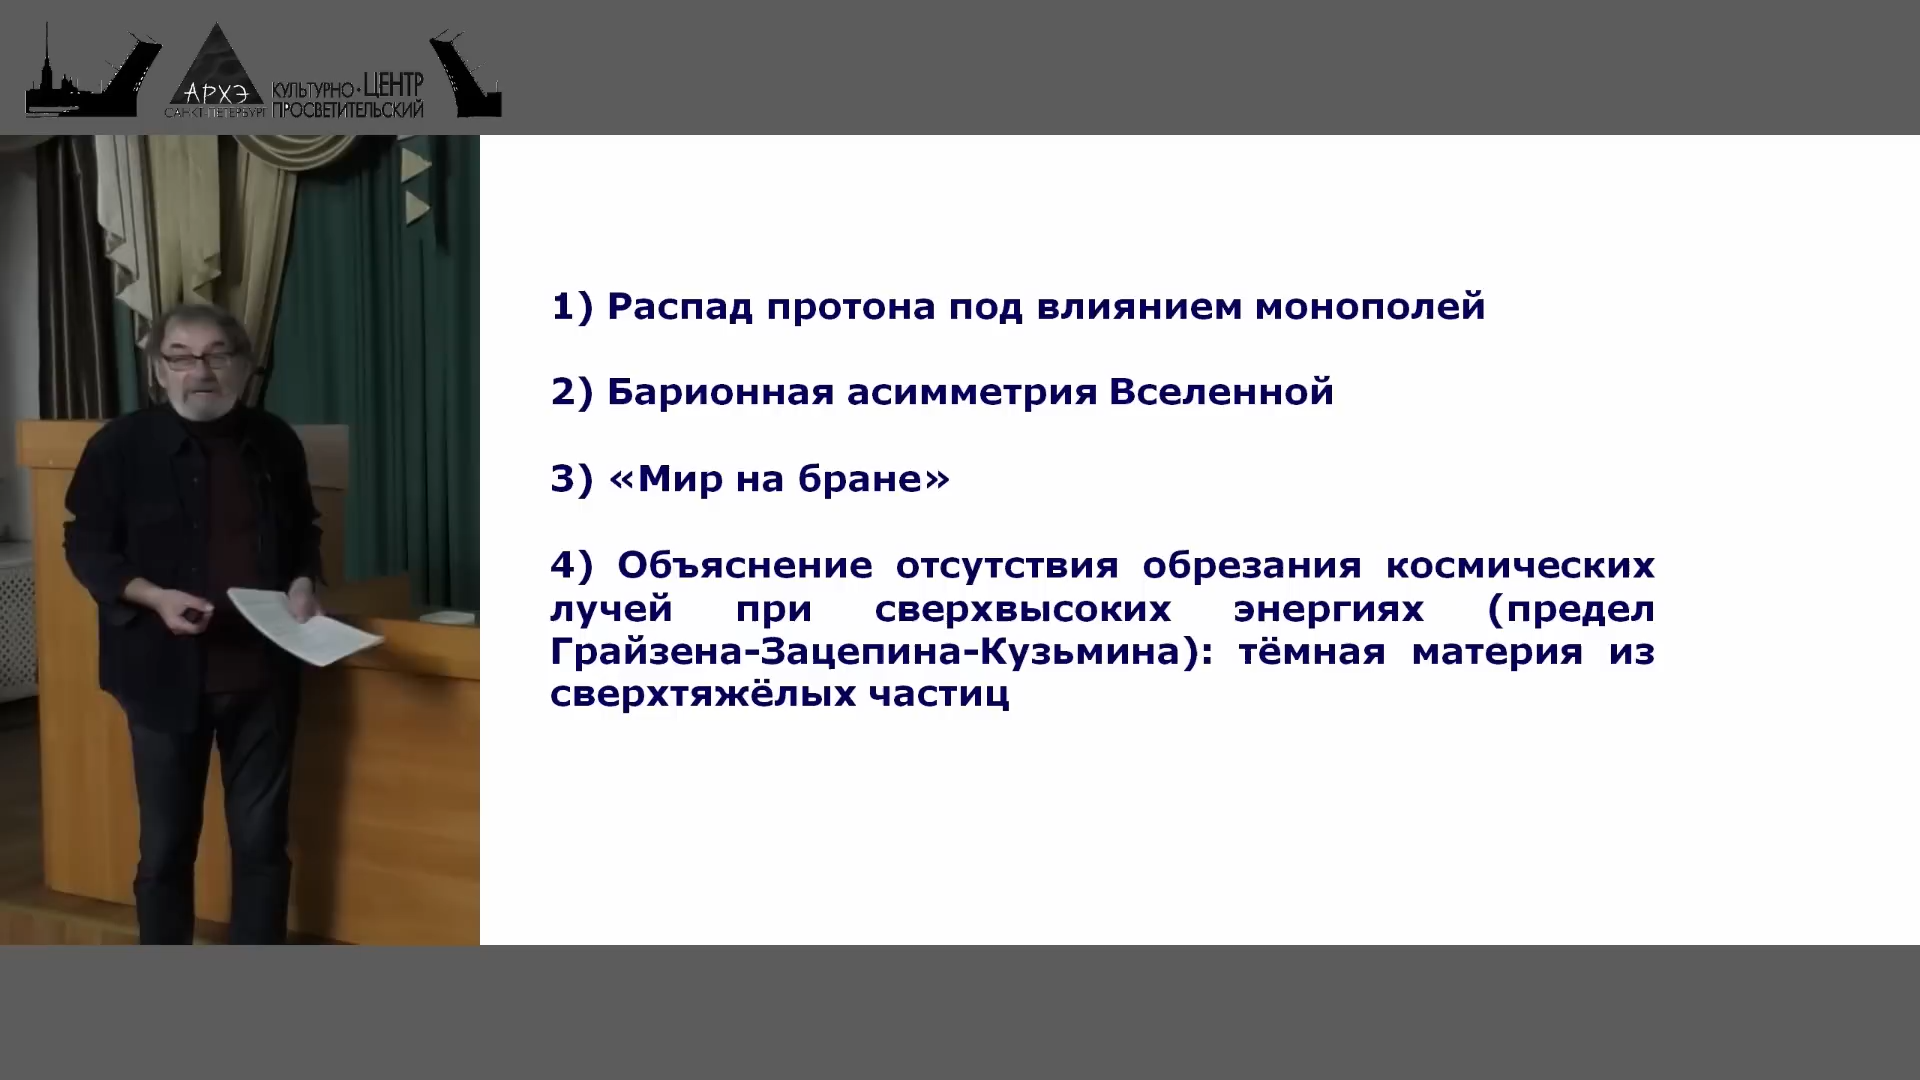 АРХЭ
САНКТ-ПЕТЕРБУРГ
КУЛЬТУРНО-ЦЕНТР
ПРОСВЕТИТЕЛЬСКИЙ
1) Распад протона под влиянием монополей
2) Барионная асимметрия Вселенной
3) «Мир на бране»
4) Объяснение отсутствия обрезания космических
лучей при сверхвысоких энергиях (предел
Грайзена-Зацепина-Кузьмина): тёмная материя из
сверхтяжёлых частиц